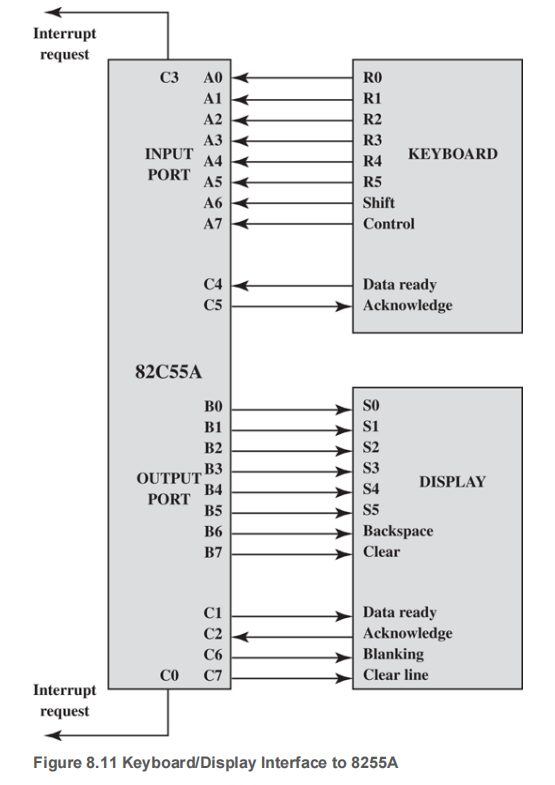 Interrupt
request
C3 A0 R0
A1 R1
A2 R2
A3 R3
INPUT A4 R4 KEYBOARD
PORT A5 R5
A6 Shift
A7 Control
C4 Data ready
C5 Acknowledge
82C55A
B0 S0
B1 S1
B2 S2
OUTPUT B3 S3 DISPLAY
PORT B4 S4
B5 S5
B6 Backspace
B7 Clear
C1 Data ready
C2 Acknowledge
C6 Blanking
C0 C7 Clear line
Interrupt
request
Figure 8.11 Keyboard/Display Interface to 8255A